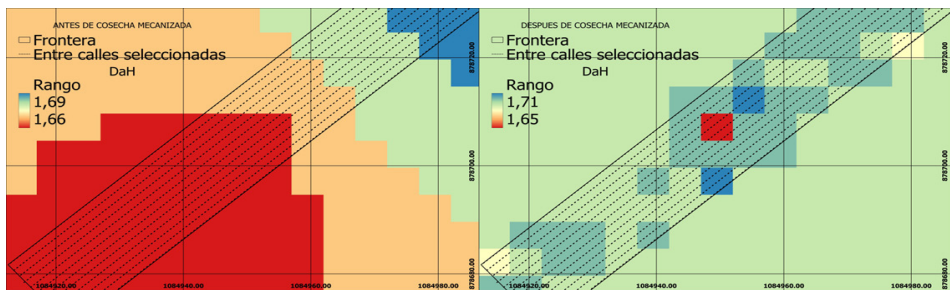 ANTES DE COSECHA MECANIZADA
Frontera
Entre calles seleccionadas
DaH
Rango
1,69
1,66
878720.00
878700.00
878680.00
1084920.00
1084940.00
1084960.00
1084980.00
DESPUES DE COSECHA MECANIZADA
Frontera
Entre calles seleccionadas
DaH
Rango
1,71
1,65
878720.00
878700.00
878680.00
1084920.00
1084940.00
1084960.00
1084980.00